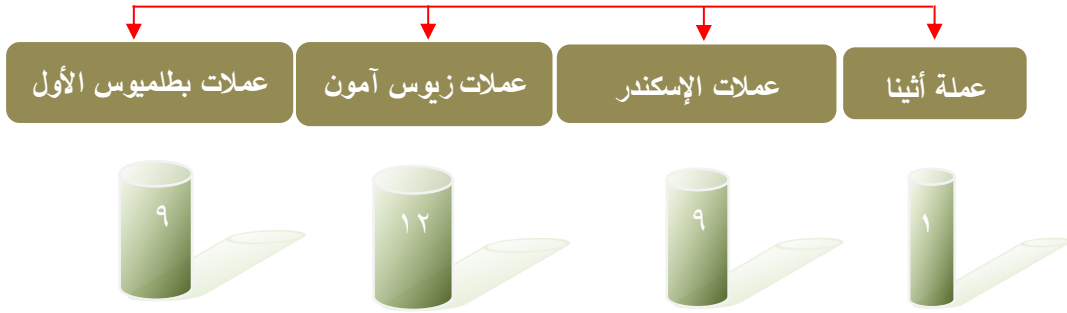 عملة أثينا
عملات الإسكندر
عملات زيوس آمون
عملات بطلميوس الأول
١
٩
١٢
٩